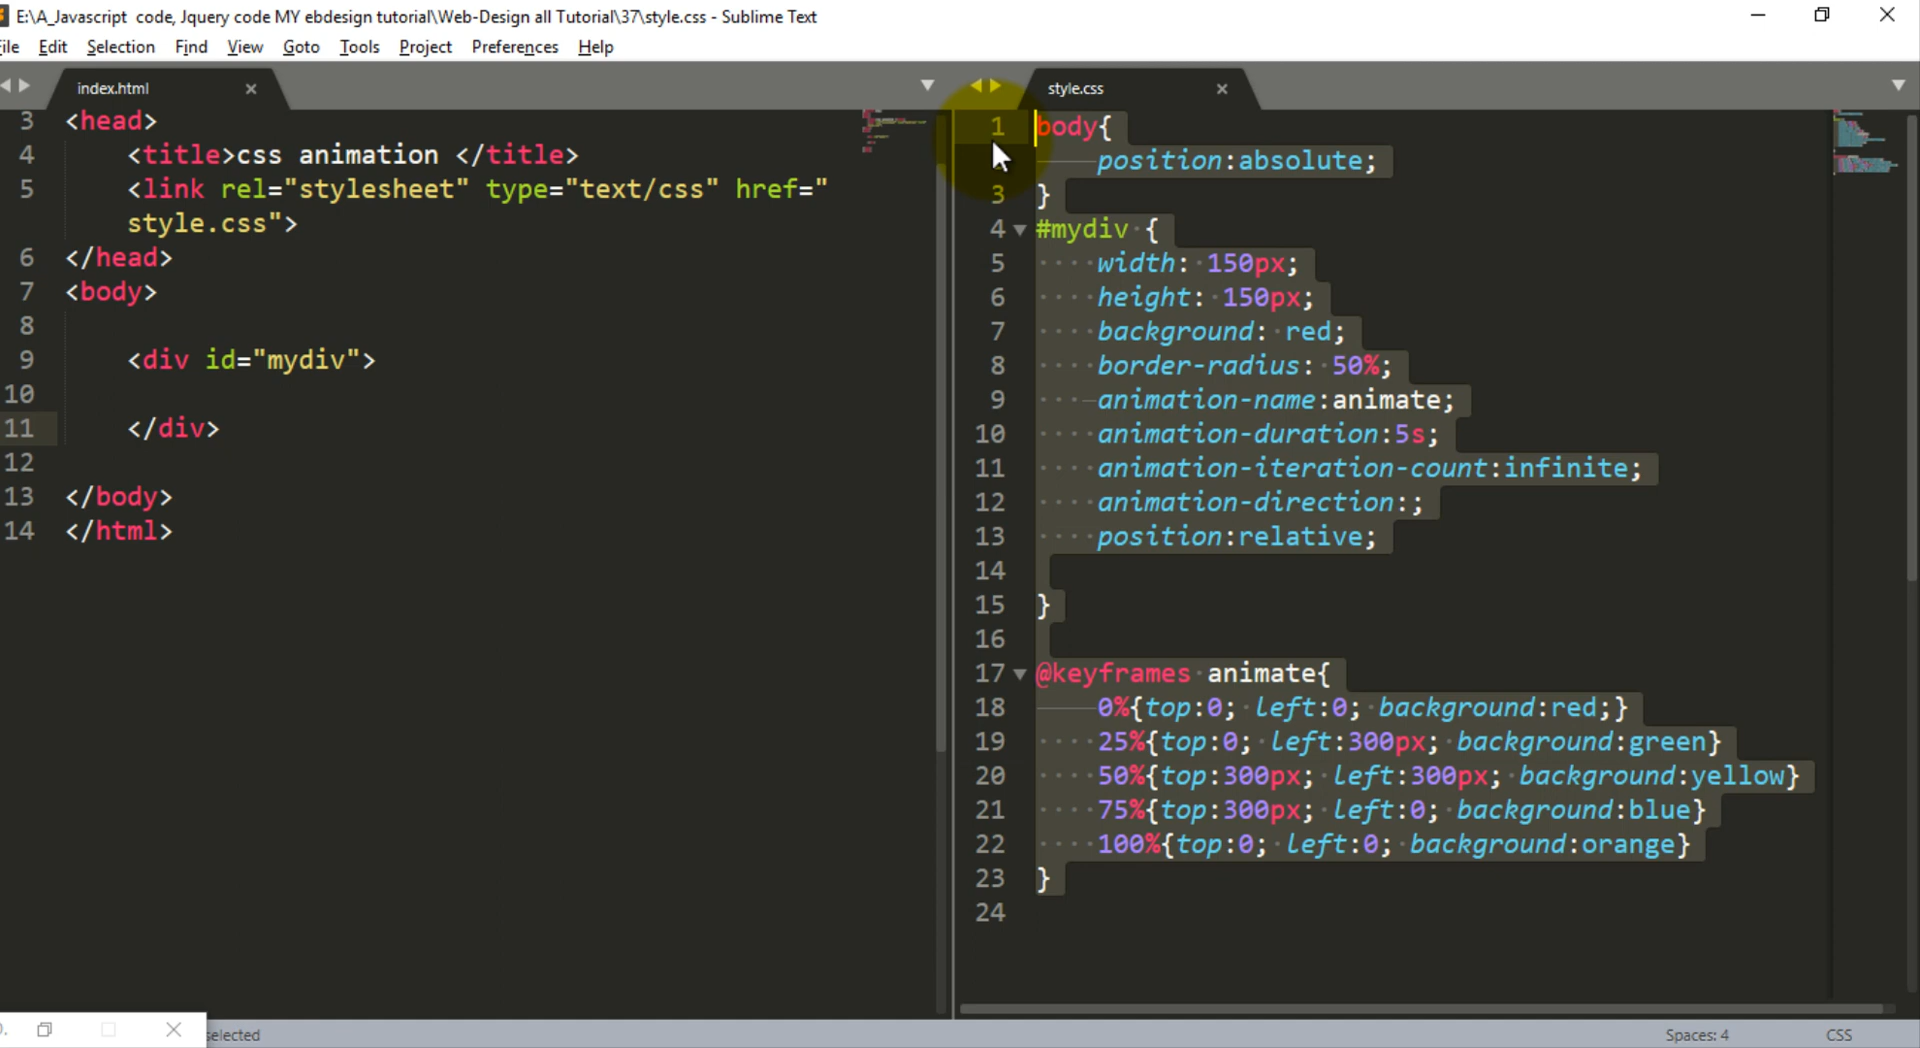 E:\A_Javascript  code, Jquery code MY ebdesign tutorial\Web-Design all Tutorial\37\style.css - Sublime Text
ile Edit Selection Find View Goto Tools Project Preferences Help
index.html
3 <head>
4 <title>css animation </title>
5 <link rel="stylesheet" type="text/css" href="
style.css">
6 </head>
7 <body>
8
9 <div id="mydiv">
10
11 </div>
12
13 </body>
14 </html>
style.css
1 body{
position:absolute;
3 }
4 #mydiv {
5 width: 150px;
6 height: 150px;
7 background: red;
8 border-radius: 50%;
9 animation-name:animate;
10 animation-duration:5s;
11 animation-iteration-count:infinite;
12 animation-direction:;
13 position:relative;
14
15 }
16
17 @keyframes animate{
18 0%{top:0; left:0; background:red;}
19 25%{top:0; left:300px; background:green}
20 50%{top:300px; left:300px; background:yellow}
21 75%{top:300px; left:0; background:blue}
22 100%{top:0; left:0; background:orange}
23 }
24
selected
Spaces: 4 CSS